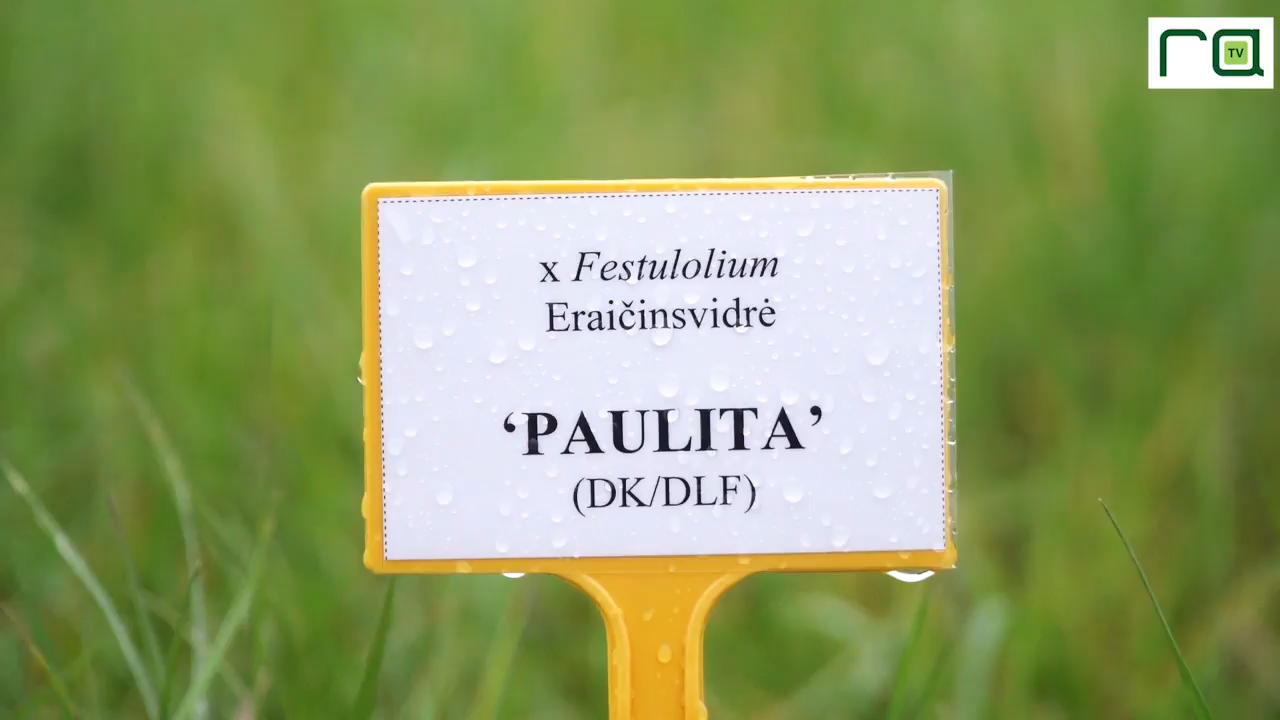 ra
TV
x Festulolium
Eraičinsvidrė
‘PAULITA’
(DK/DLF)